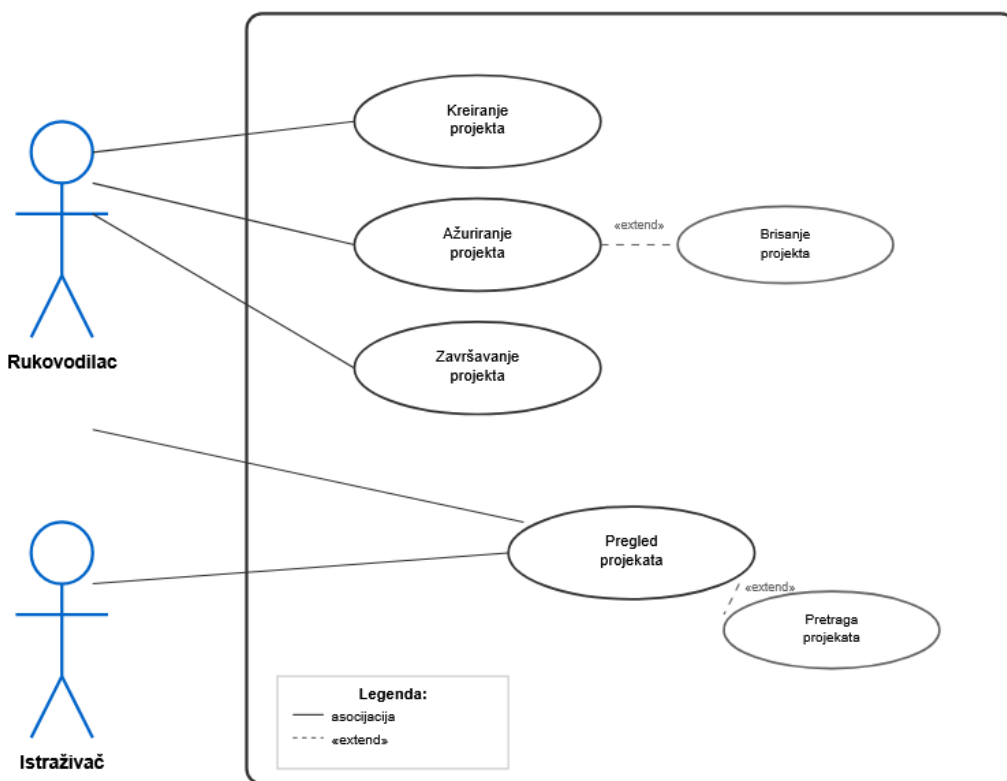 Kreiranje
projekta
Ažuriranje
projekta
«extend»
Brisanje
projekta
Završavanje
projekta
Rukovodilac
Pregled
projekata
«extend»
Pretraga
projekata
Legenda:
asocijacija
«extend»
Istraživač